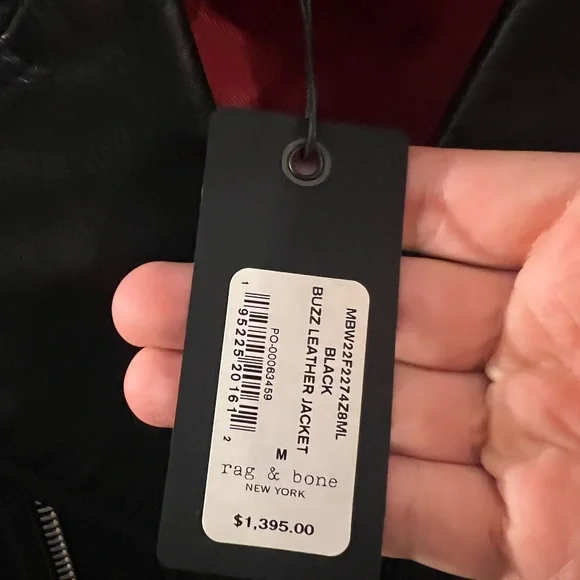 MBW22F2274Z8ML
BLACK
BUZZ LEATHER JACKET
PO-00063459
1 95225 20161 2
M
rag & bone
NEW YORK
$1,395.00